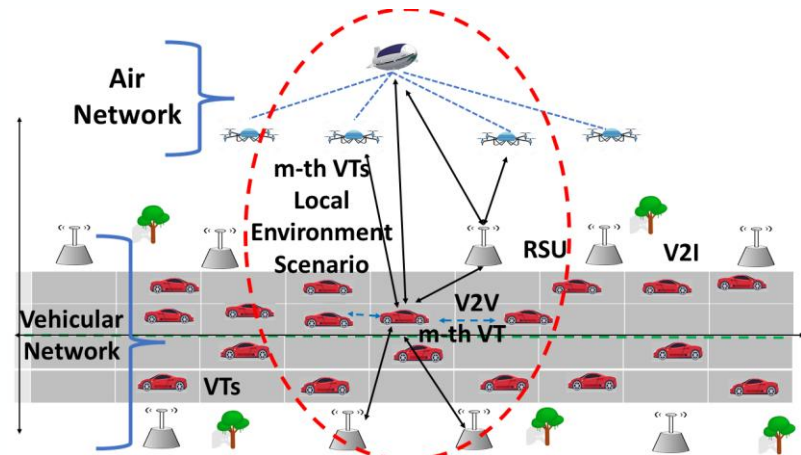 Air
Network
m-th VTs
Local
Environment
Scenario
RSU
V2I
Vehicular
Network
V2V
m-th VT
VTs